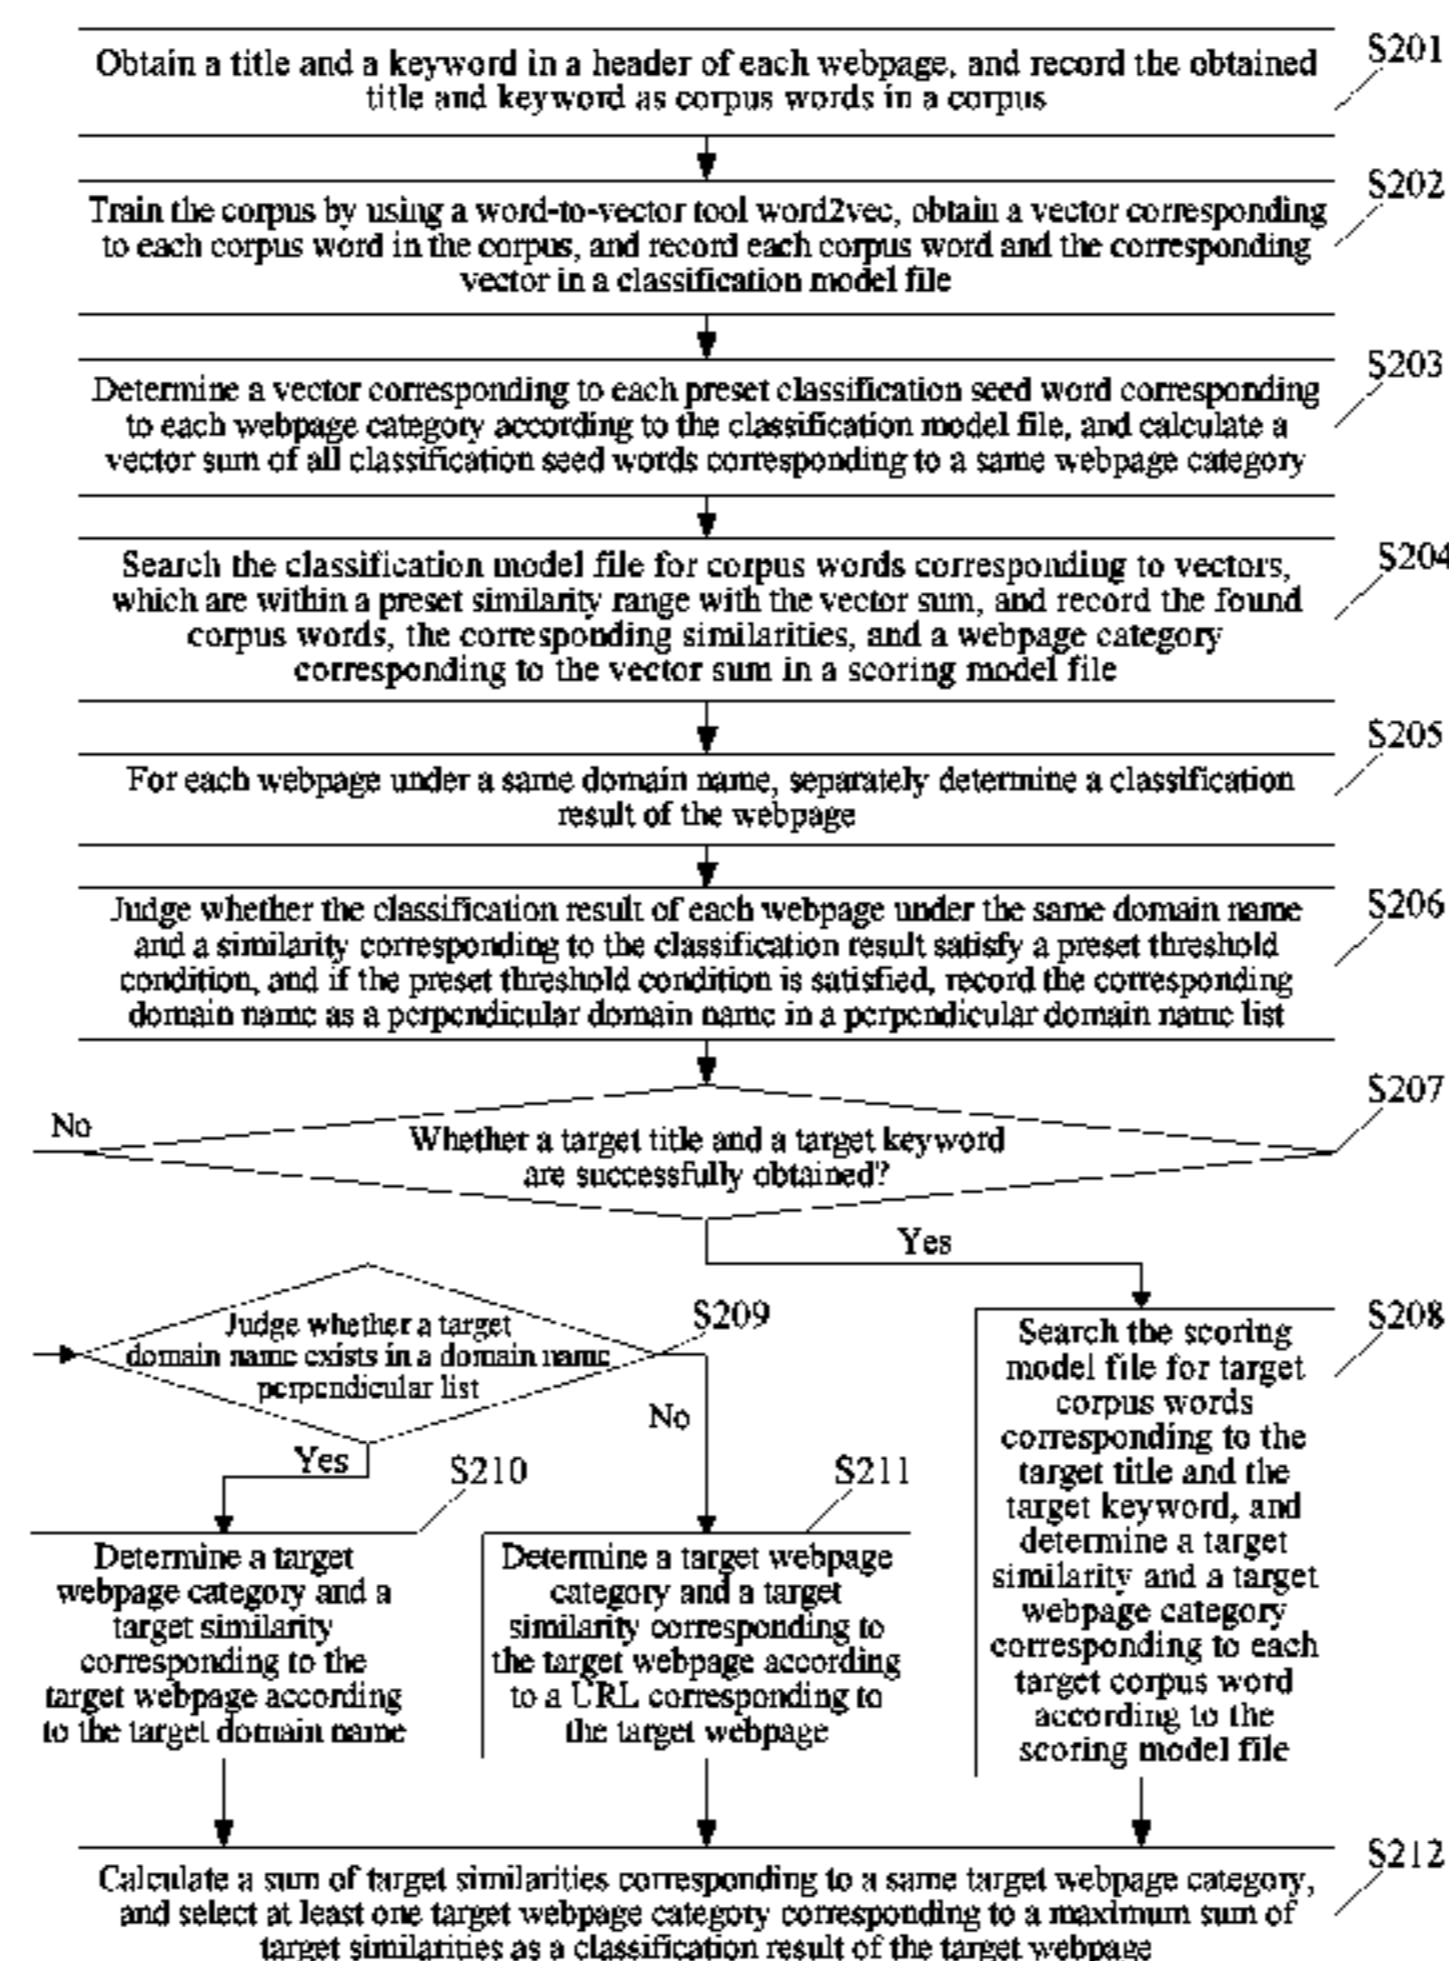 S201
Obtain a title and a keyword in a header of each webpage, and record the obtained
title and keyword as corpus words in a corpus
S202
Train the corpus by using a word-to-vector tool word2vec, obtain a vector corresponding
to each corpus word in the corpus, and record each corpus word and the corresponding
vector in a classification model file
S203
Determine a vector corresponding to each preset classification seed word corresponding
to each webpage category according to the classification model file, and calculate a
vector sum of all classification seed words corresponding to a same webpage category
S204
Search the classification model file for corpus words corresponding to vectors,
which are within a preset similarity range with the vector sum, and record the found
corpus words, the corresponding similarities, and a webpage category
corresponding to the vector sum in a scoring model file
S205
For each webpage under a same domain name, separately determine a classification
result of the webpage
S206
Judge whether the classification result of each webpage under the same domain name
and a similarity corresponding to the classification result satisfy a preset threshold
condition, and if the preset threshold condition is satisfied, record the corresponding
domain name as a perpendicular domain name in a perpendicular domain name list
S207
No
Whether a target title and a target keyword
are successfully obtained?
Yes
S209
Judge whether a target
domain name exists in a domain name
perpendicular list
No
Yes
S208
Search the scoring
model file for target
corpus words
corresponding to the
target title and the
target keyword, and
determine a target
similarity and a target
webpage category
corresponding to each
target corpus word
according to the
scoring model file
S210
Determine a target
webpage category and a
target similarity
corresponding to the
target webpage according
to the target domain name
S211
Determine a target webpage
category and a target
similarity corresponding to
the target webpage according
to a URL corresponding to
the target webpage
S212
Calculate a sum of target similarities corresponding to a same target webpage category,
and select at least one target webpage category corresponding to a maximum sum of
target similarities as a classification result of the target webpage